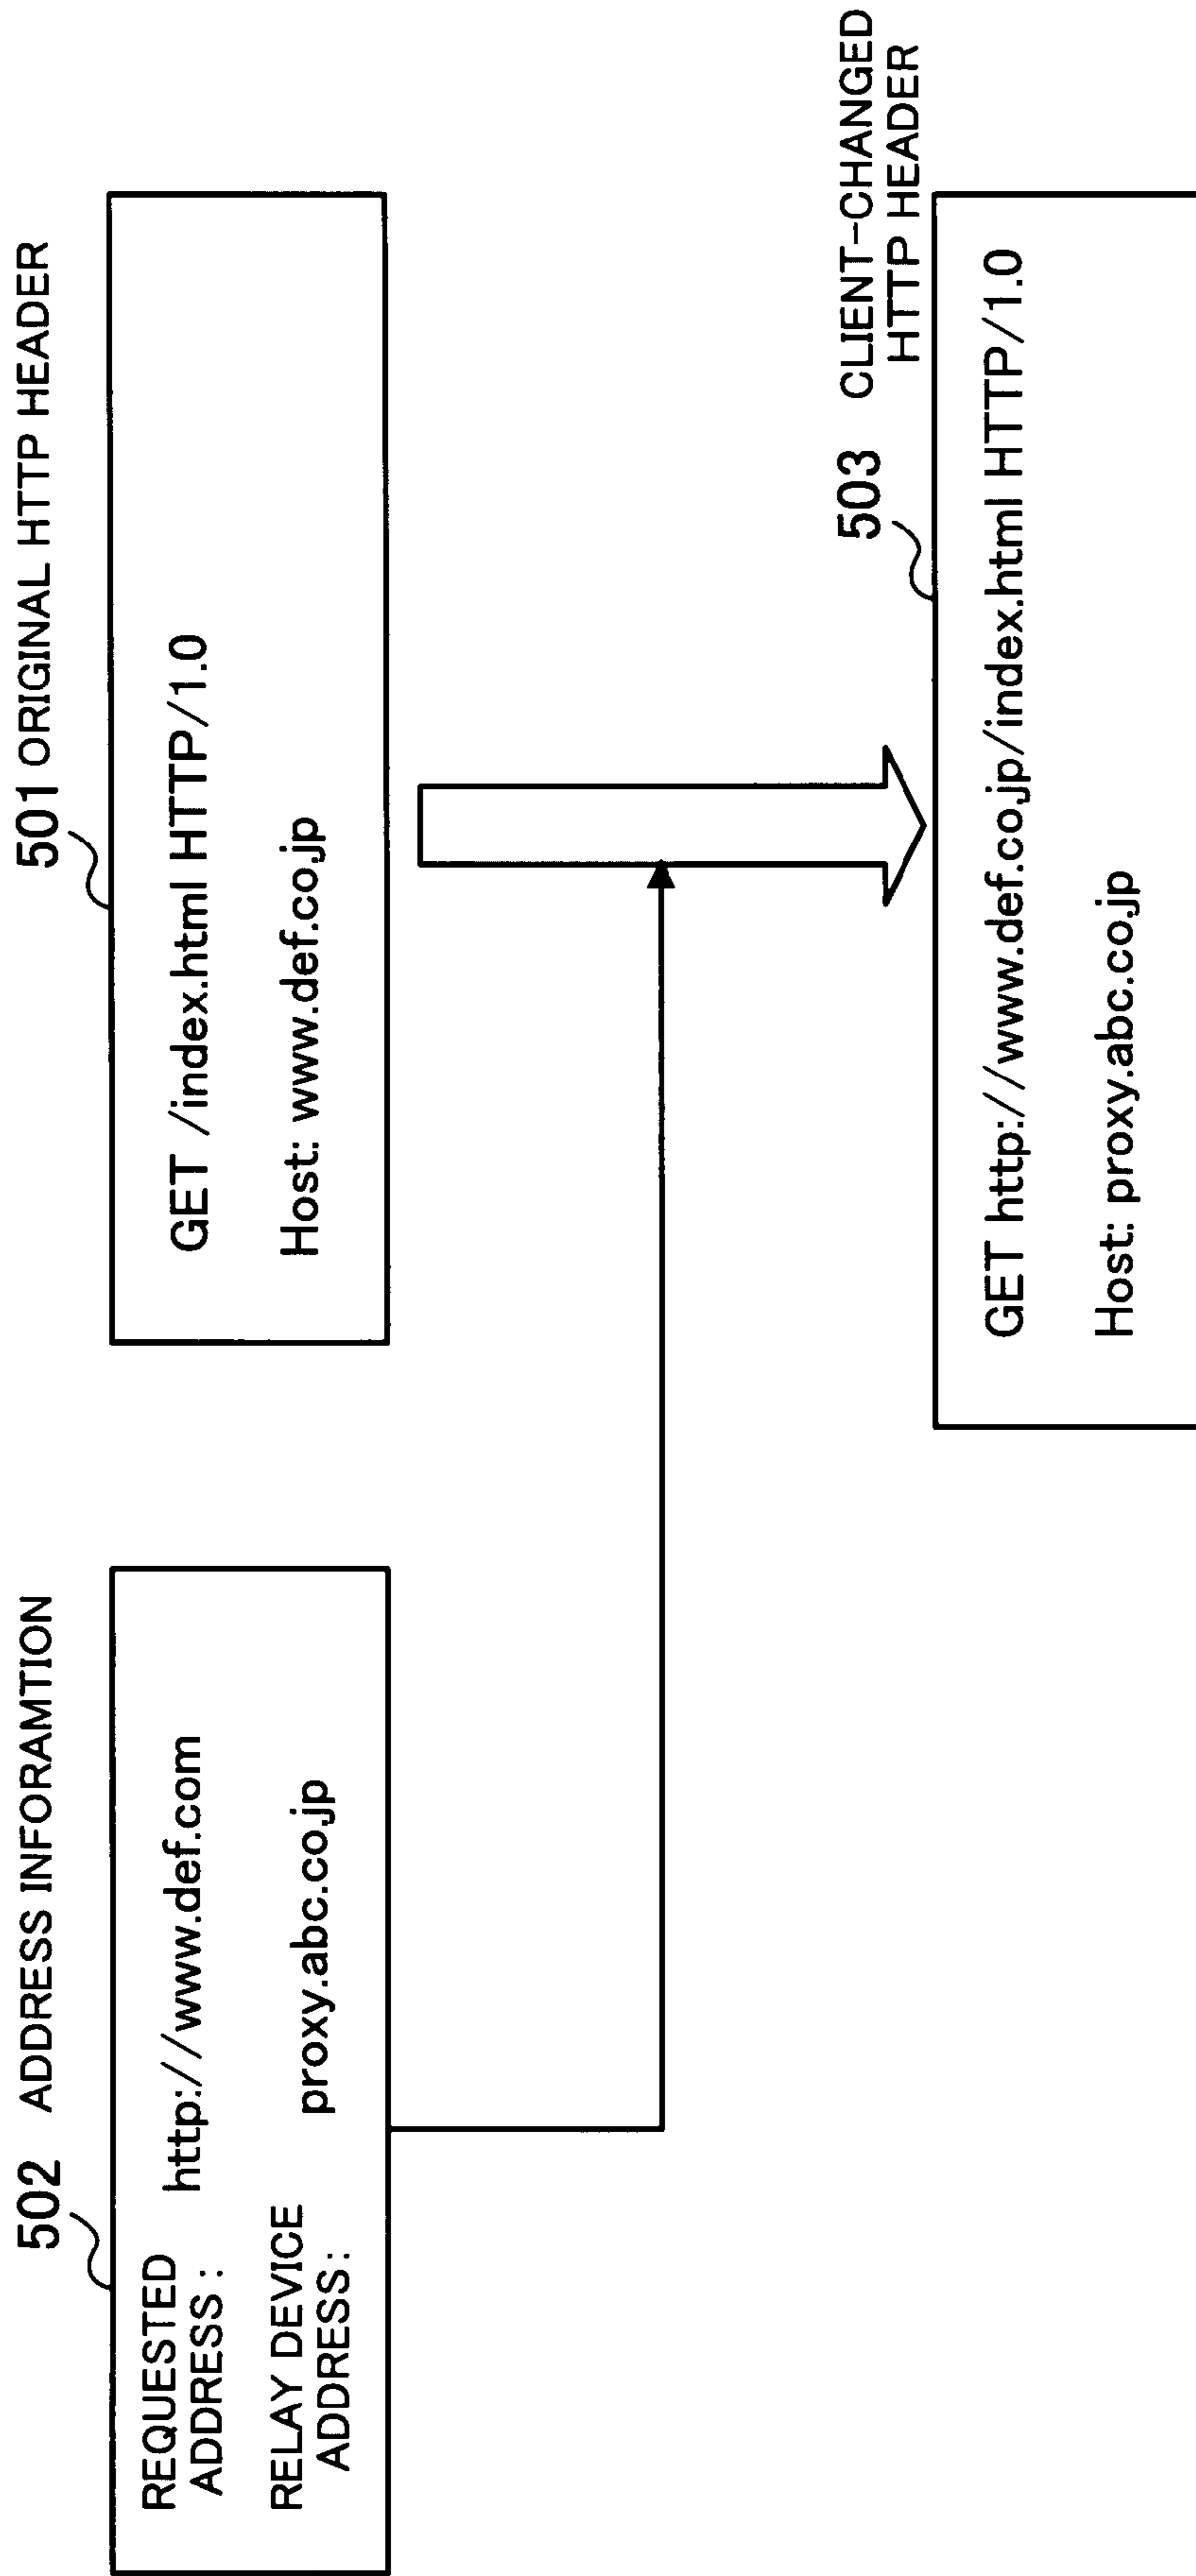 502 ADDRESS INFORAMTION
REQUESTED
ADDRESS :
http://www.def.com
RELAY DEVICE
ADDRESS:
proxy.abc.co.jp
501 ORIGINAL HTTP HEADER
GET /index.html HTTP/1.0
Host: www.def.co.jp
503 CLIENT-CHANGED
HTTP HEADER
GET http://www.def.co.jp/index.html HTTP/1.0
Host: proxy.abc.co.jp